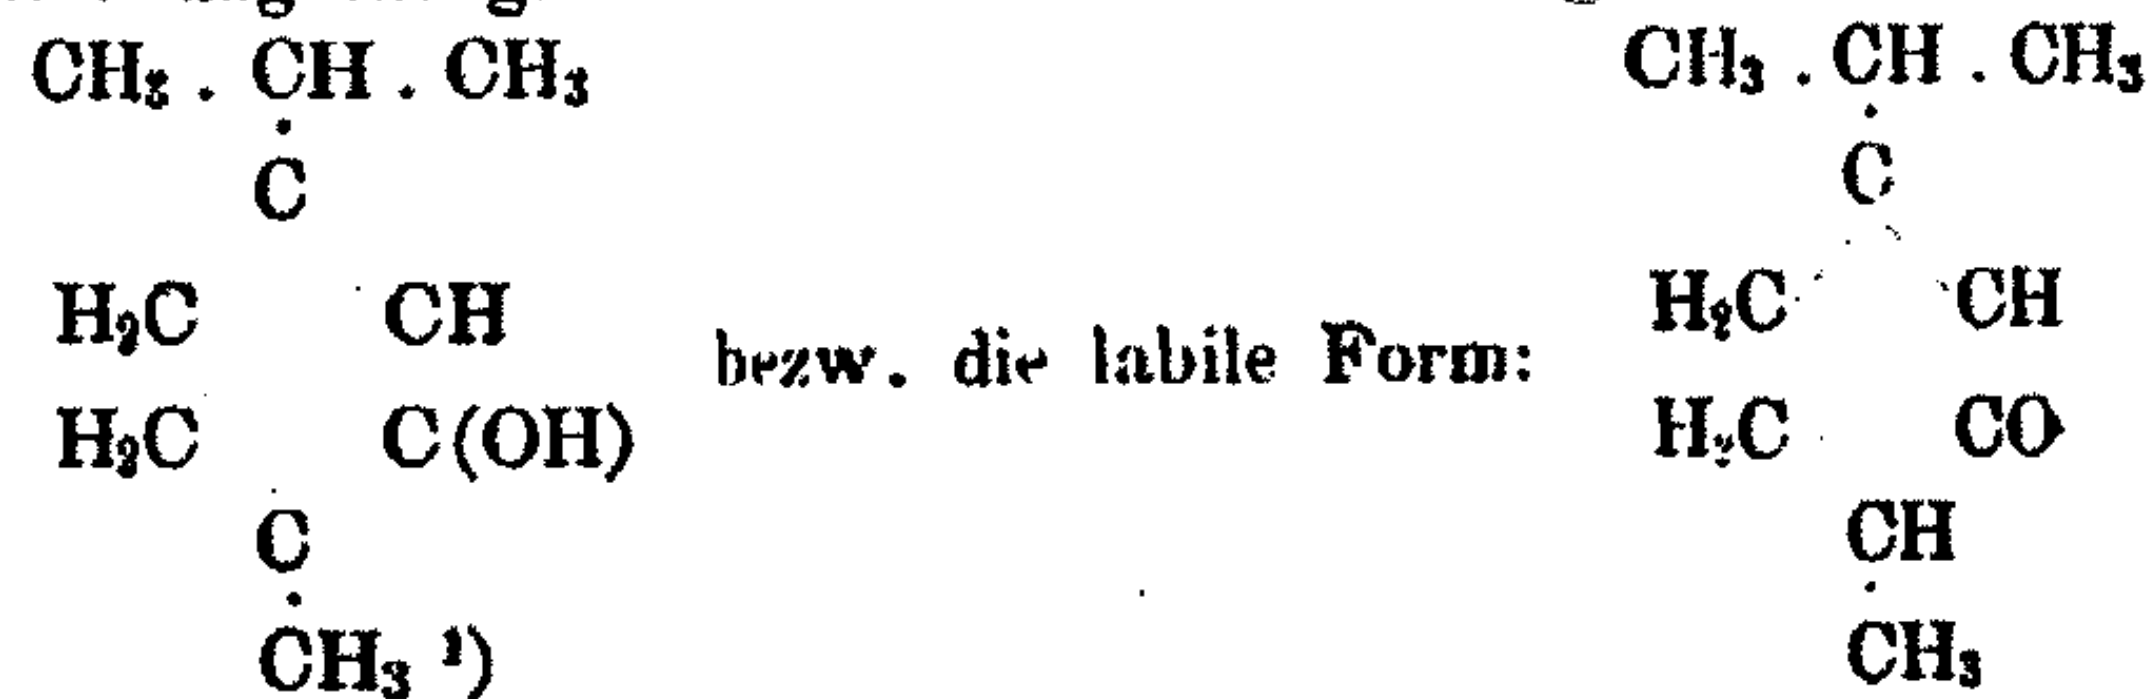 CH₃ . CH . CH₃
C
H₂C CH
H₂C C(OH)
C
CH₃ ¹)
bezw. die labile Form:
CH₃ . CH . CH₃
C
H₂C CH
H₂C CO
CH
CH₃